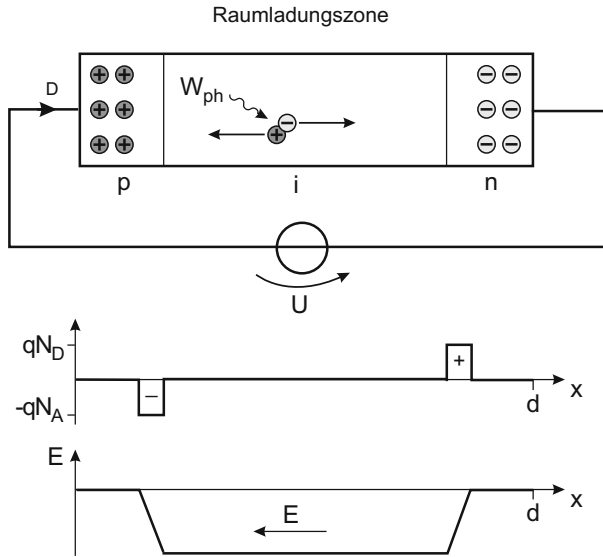 Raumladungszone
D
W_ph
+ + − − −
+ + + − − −
+ + − −
p i n
U
qN_D
+
−
-qN_A
d x
E
E
d x